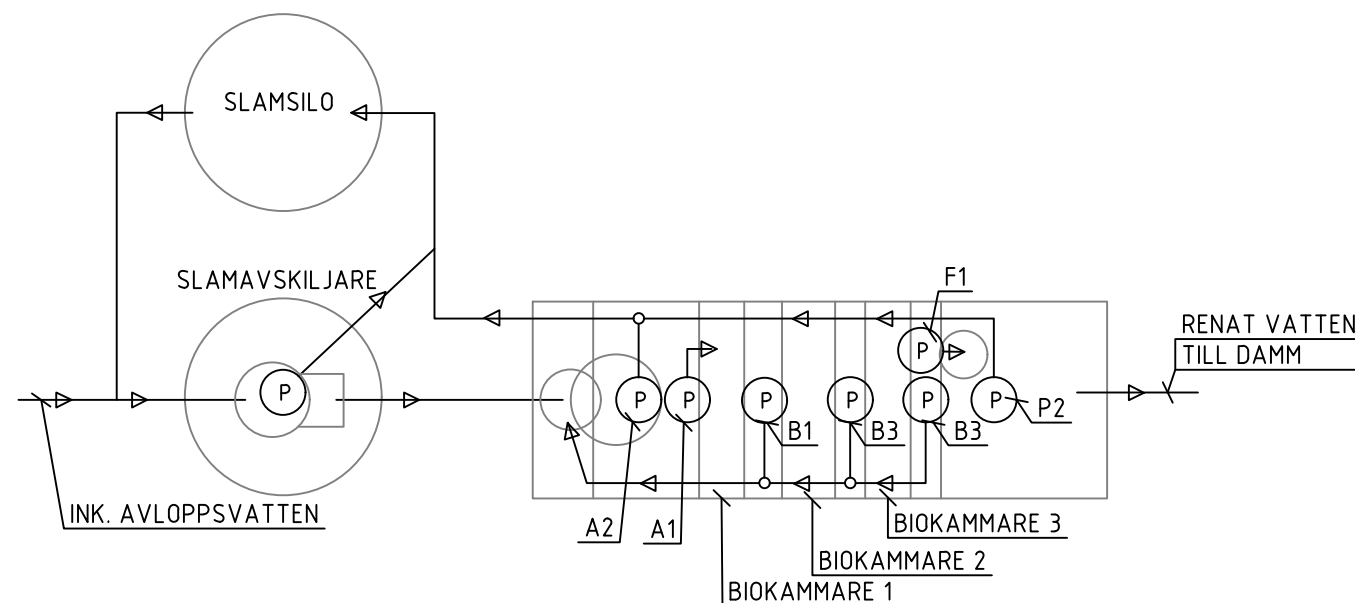 SLAMSILO
SLAMAVSKILJARE
P
F1
P
RENAT VATTEN
TILL DAMM
P
P
P
P
P
P
P2
B1
B3
B3
INK. AVLOPPSVATTEN
A2
A1
BIOKAMMARE 3
BIOKAMMARE 2
BIOKAMMARE 1